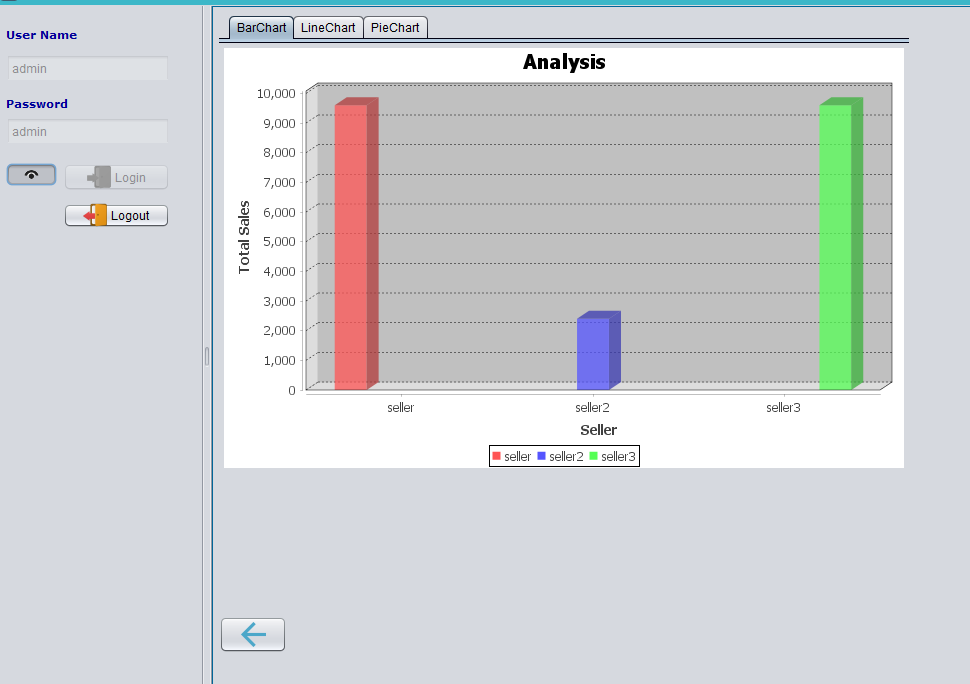 User Name
admin
Password
admin
Login
Logout
BarChart LineChart PieChart
Analysis
10,000
9,000
8,000
7,000
6,000
5,000
4,000
3,000
2,000
1,000
0
Total Sales
seller seller2 seller3
Seller
seller seller2 seller3